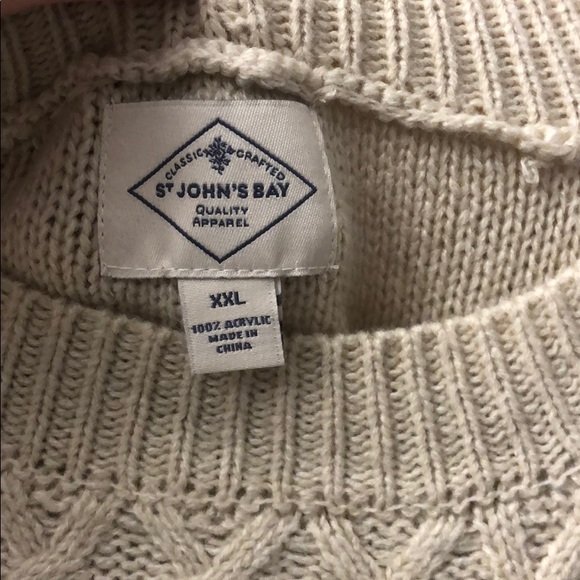 CLASSIC CRAFTED
ST JOHN'S BAY
QUALITY
APPAREL
XXL
100% ACRYLIC
MADE IN
CHINA